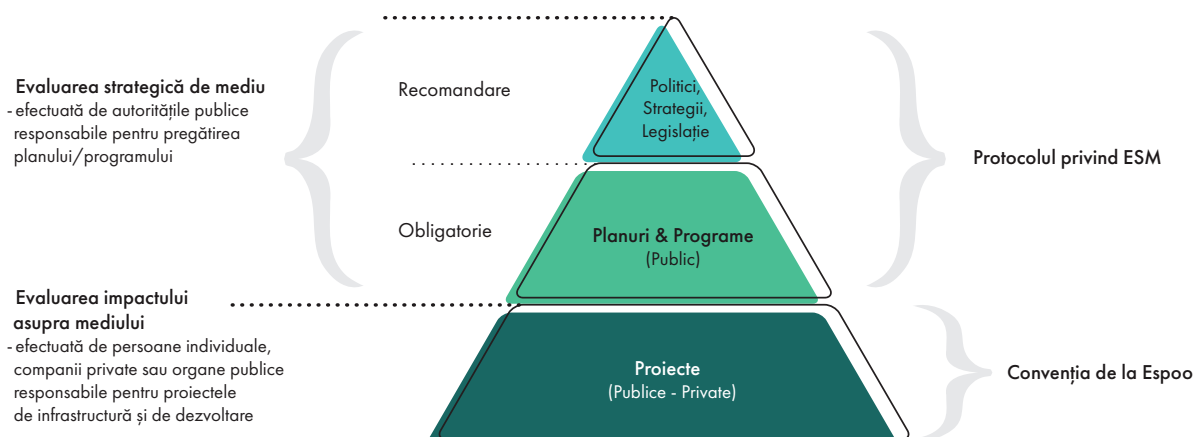 Evaluarea strategică de mediu
- efectuată de autoritățile publice
responsabile pentru pregătirea
planului/programului
Recomandare
Obligatorie
Politici,
Strategii,
Legislație
Planuri & Programe
(Public)
Protocolul privind ESM
Evaluarea impactului
asupra mediului
- efectuată de persoane individuale,
companii private sau organe publice
responsabile pentru proiectele
de infrastructură și de dezvoltare
Proiecte
(Publice - Private)
Convenția de la Espoo